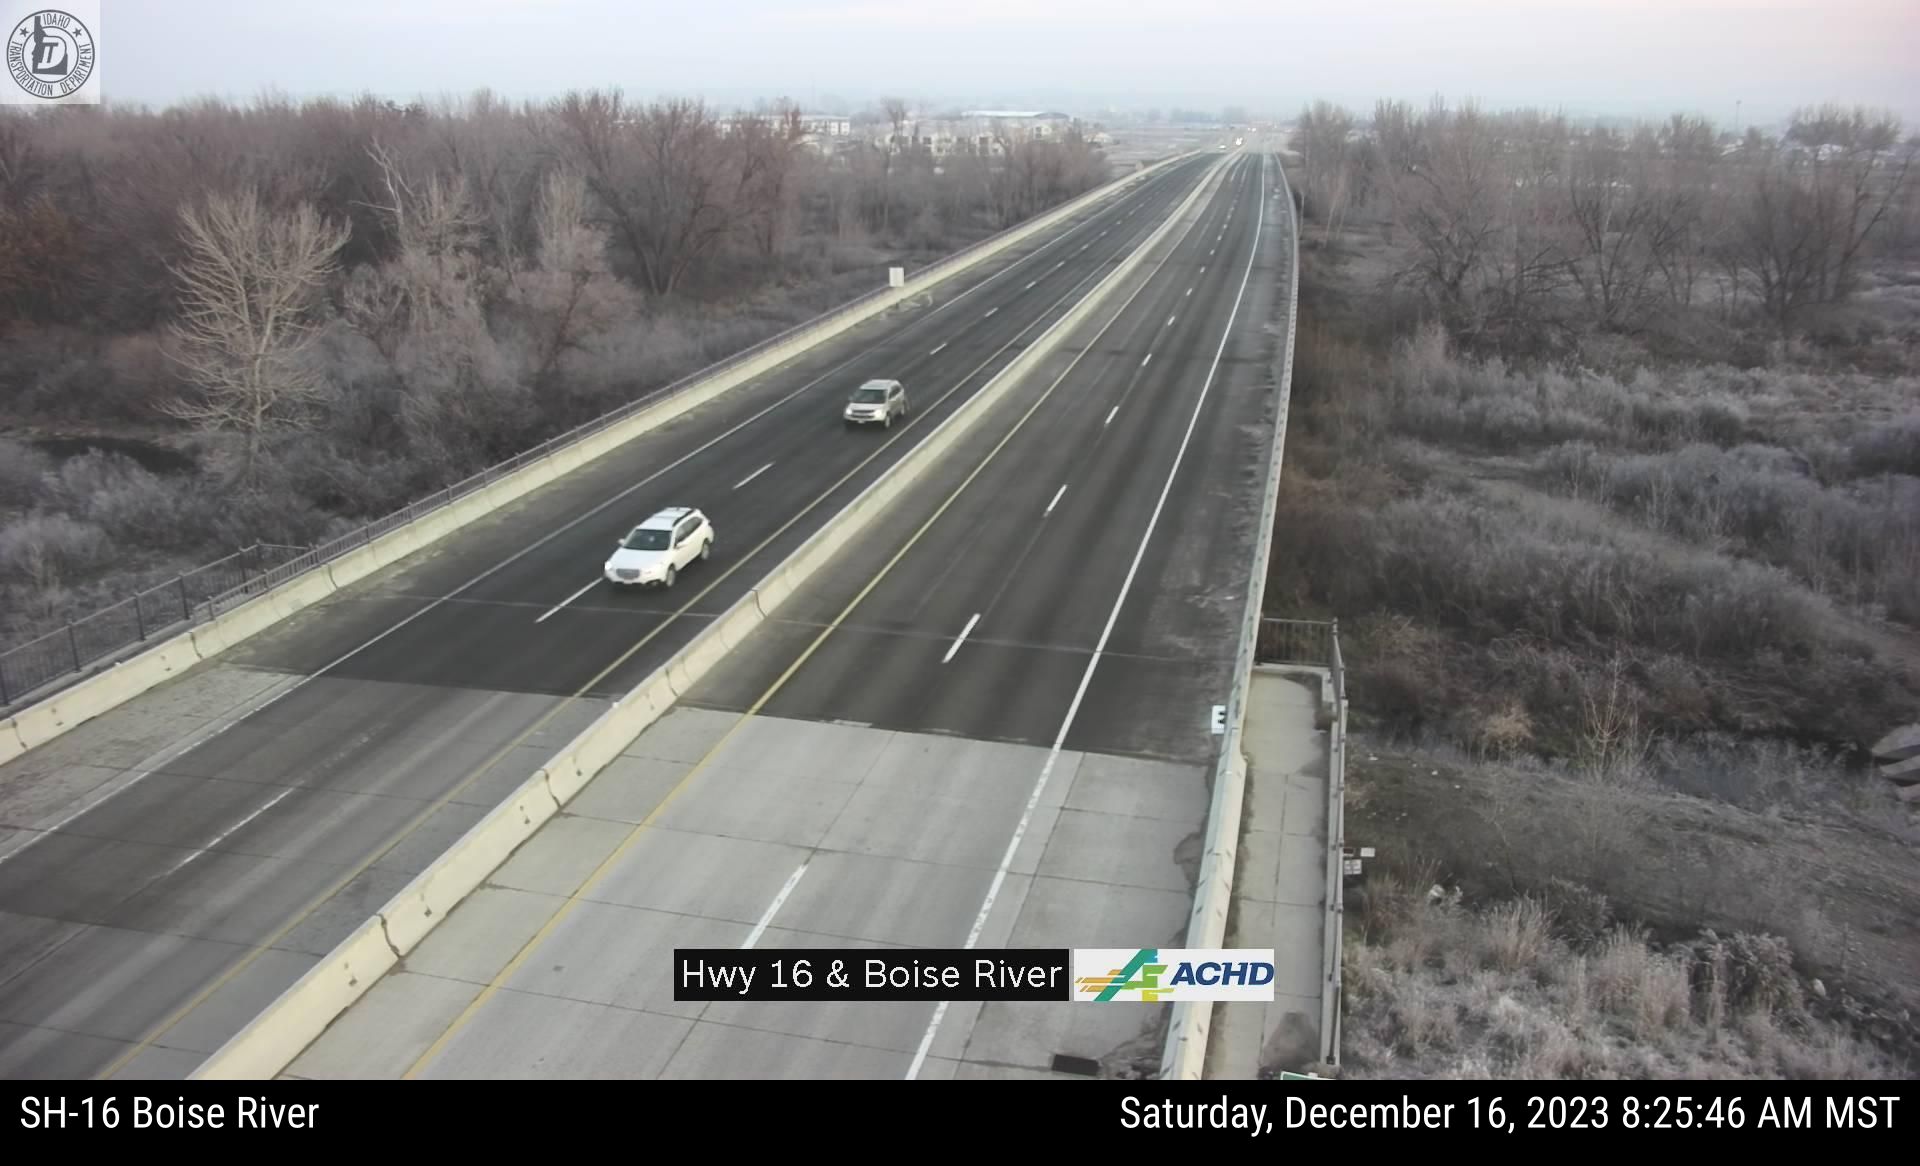 IDAHO
TRANSPORTATION DEPARTMENT
E
Hwy 16 & Boise River
ACHD
SH-16 Boise River
Saturday, December 16, 2023 8:25:46 AM MST